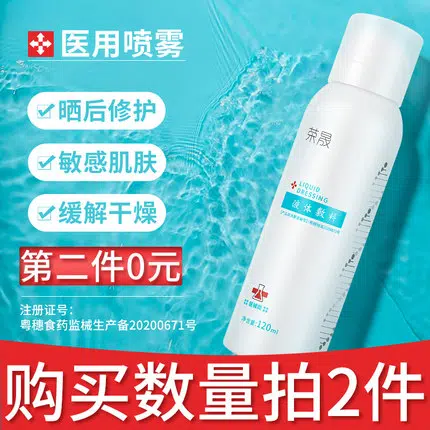 医用喷雾
晒后修护
敏感肌肤
缓解干燥
第二件0元
注册证号:
粤穗食药监械生产备20200671号
荣晟
LIQUID
DRESSING
液体敷料
净含量:120ml
购买数量拍2件